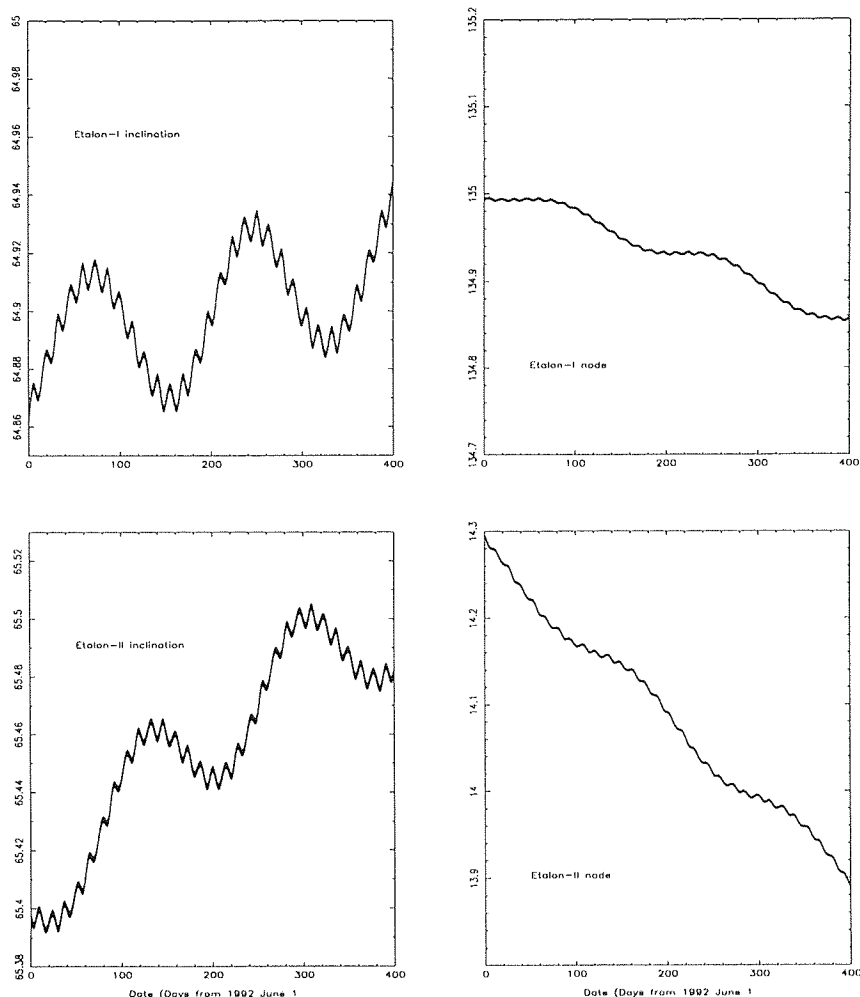 65
64.98
64.96
64.94
64.92
64.9
64.88
64.86
Etalon-I inclination
0 100 200 300 400
135.2
135.1
135
134.9
134.8
134.7
Etalon-I node
0 100 200 300 400
65.52
65.5
65.48
65.46
65.44
65.42
65.4
65.38
Etalon-II inclination
0 100 200 300 400
Date (Days from 1992 June 1
14.3
14.2
14.1
14
13.9
Etalon-II node
0 100 200 300 400
Date (Days from 1992 June 1